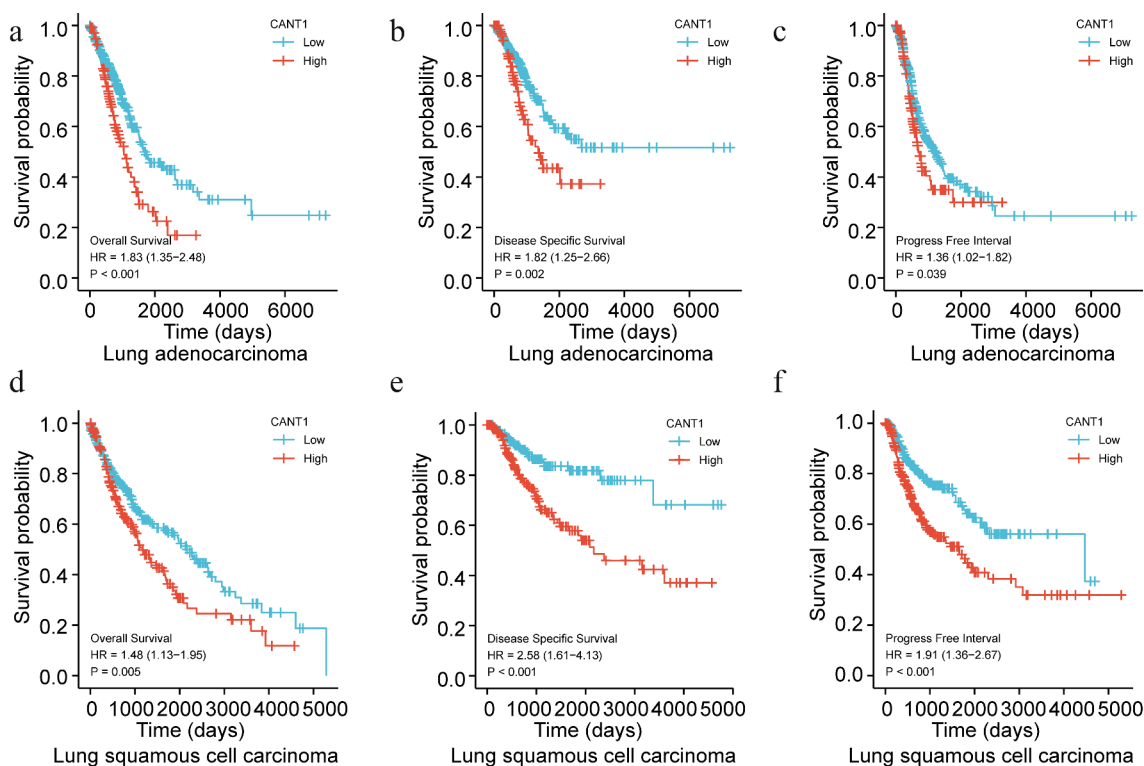 a
CANT1
Low
High
Survival probability
1.0
0.8
0.6
0.4
0.2
0.0
Overall Survival
HR = 1.83 (1.35−2.48)
P < 0.001
0 2000 4000 6000
Time (days)
Lung adenocarcinoma
b
CANT1
Low
High
Survival probability
1.0
0.8
0.6
0.4
0.2
0.0
Disease Specific Survival
HR = 1.82 (1.25−2.66)
P = 0.002
0 2000 4000 6000
Time (days)
Lung adenocarcinoma
c
CANT1
Low
High
Survival probability
1.0
0.8
0.6
0.4
0.2
0.0
Progress Free Interval
HR = 1.36 (1.02−1.82)
P = 0.039
0 2000 4000 6000
Time (days)
Lung adenocarcinoma
d
CANT1
Low
High
Survival probability
1.0
0.8
0.6
0.4
0.2
0.0
Overall Survival
HR = 1.48 (1.13−1.95)
P = 0.005
0 1000 2000 3000 4000 5000
Time (days)
Lung squamous cell carcinoma
e
CANT1
Low
High
Survival probability
1.0
0.8
0.6
0.4
0.2
0.0
Disease Specific Survival
HR = 2.58 (1.61−4.13)
P < 0.001
0 1000 2000 3000 4000 5000
Time (days)
Lung squamous cell carcinoma
f
CANT1
Low
High
Survival probability
1.0
0.8
0.6
0.4
0.2
0.0
Progress Free Interval
HR = 1.91 (1.36−2.67)
P < 0.001
0 1000 2000 3000 4000 5000
Time (days)
Lung squamous cell carcinoma